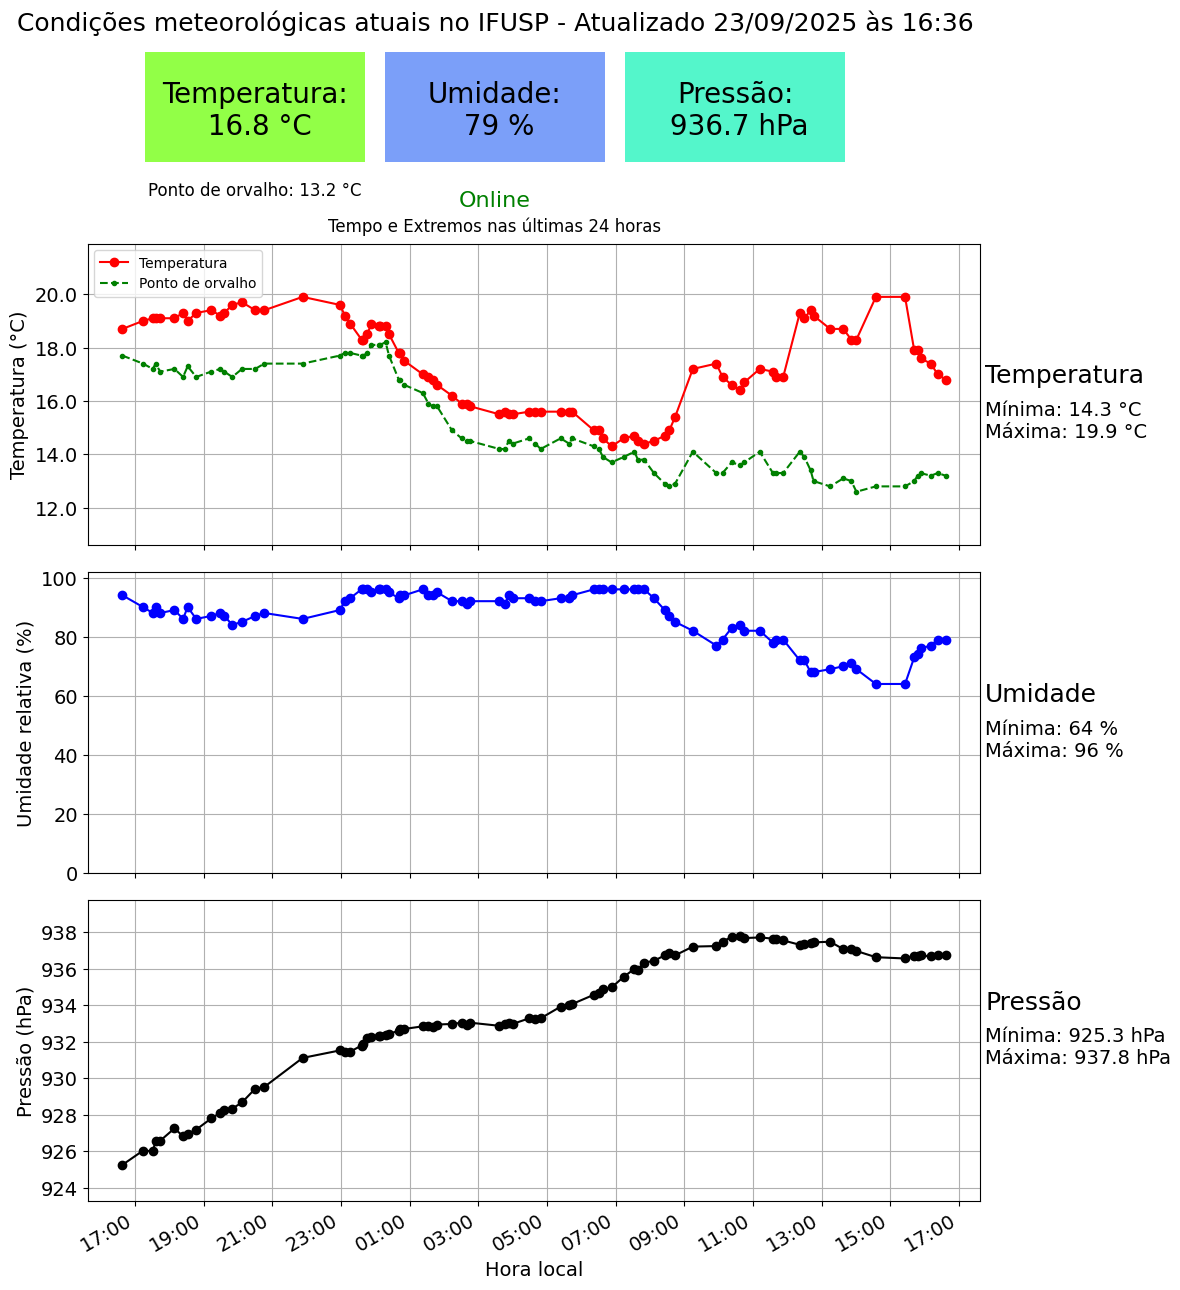 Condições meteorológicas atuais no IFUSP - Atualizado 23/09/2025 às 16:36
Temperatura:
16.8 °C
Umidade:
79 %
Pressão:
936.7 hPa
Ponto de orvalho: 13.2 °C
Online
Tempo e Extremos nas últimas 24 horas
Temperatura
Ponto de orvalho
Temperatura (°C)
20.0
18.0
16.0
14.0
12.0
Temperatura
Mínima: 14.3 °C
Máxima: 19.9 °C
Umidade relativa (%)
100
80
60
40
20
0
Umidade
Mínima: 64 %
Máxima: 96 %
Pressão (hPa)
938
936
934
932
930
928
926
924
Pressão
Mínima: 925.3 hPa
Máxima: 937.8 hPa
17:00
19:00
21:00
23:00
01:00
03:00
05:00
07:00
09:00
11:00
13:00
15:00
17:00
Hora local